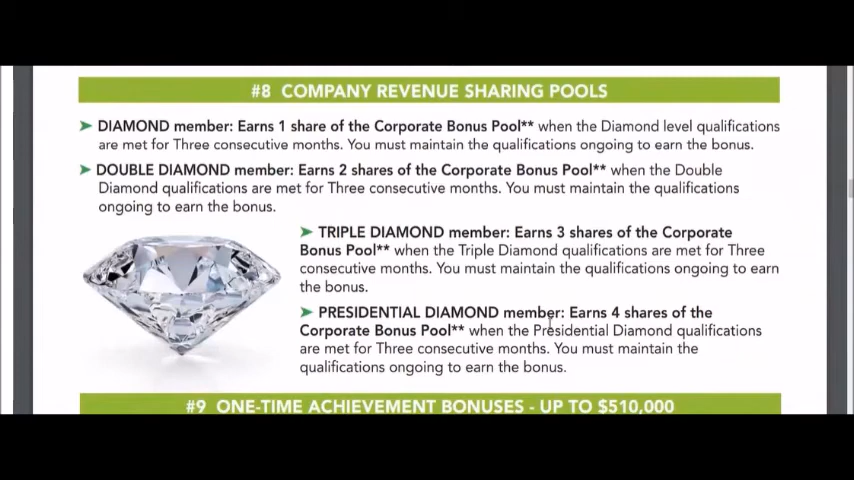 #8 COMPANY REVENUE SHARING POOLS
➤ DIAMOND member: Earns 1 share of the Corporate Bonus Pool** when the Diamond level qualifications
are met for Three consecutive months. You must maintain the qualifications ongoing to earn the bonus.
➤ DOUBLE DIAMOND member: Earns 2 shares of the Corporate Bonus Pool** when the Double
Diamond qualifications are met for Three consecutive months. You must maintain the qualifications
ongoing to earn the bonus.
➤ TRIPLE DIAMOND member: Earns 3 shares of the Corporate
Bonus Pool** when the Triple Diamond qualifications are met for Three
consecutive months. You must maintain the qualifications ongoing to earn
the bonus.
➤ PRESIDENTIAL DIAMOND member: Earns 4 shares of the
Corporate Bonus Pool** when the Presidential Diamond qualifications
are met for Three consecutive months. You must maintain the
qualifications ongoing to earn the bonus.
#9 ONE-TIME ACHIEVEMENT BONUSES - UP TO $510,000